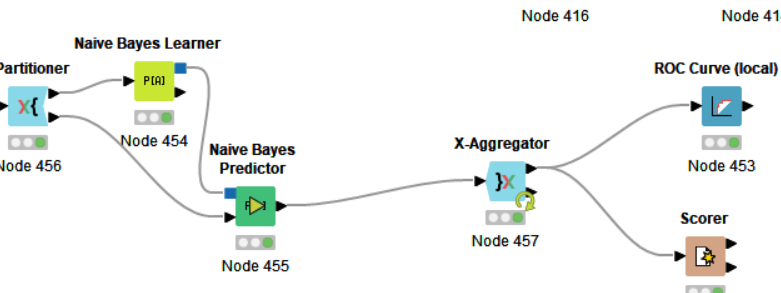 Node 416
Node 41
Naive Bayes Learner
Partitioner
ROC Curve (local)
P[A]
X{
Node 454
X-Aggregator
Naive Bayes
Predictor
Node 456
Node 453
}X
P[A]
Scorer
Node 457
Node 455